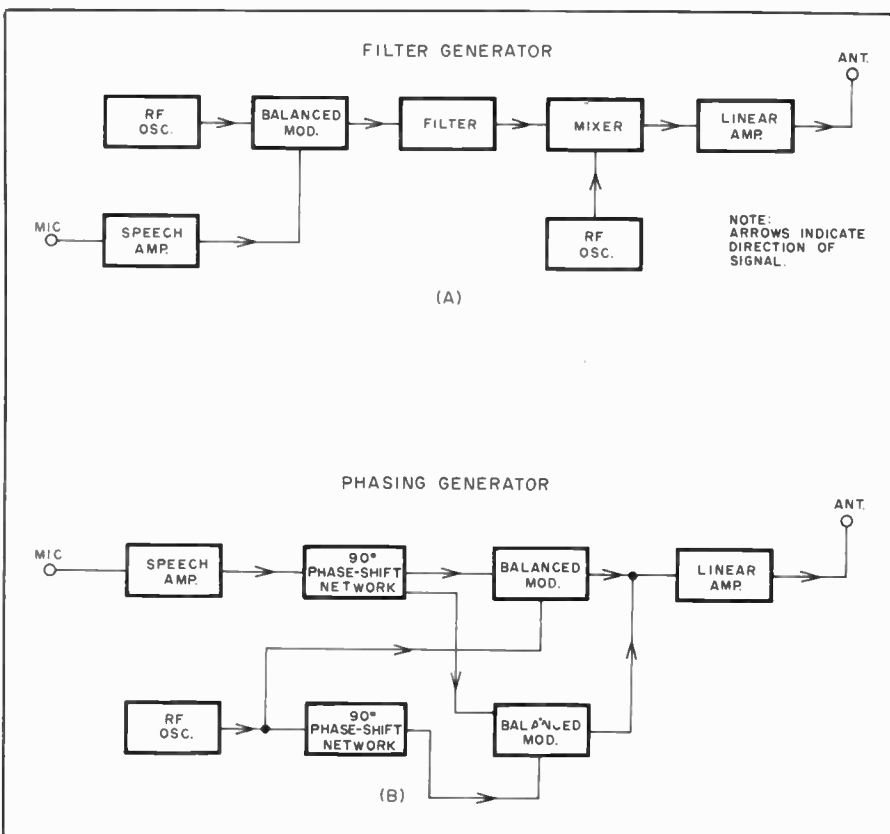 FILTER GENERATOR
ANT.
RF
OSC.
BALANCED
MOD.
FILTER
MIXER
LINEAR
AMP.
MIC
SPEECH
AMP.
RF
OSC.
NOTE:
ARROWS INDICATE
DIRECTION OF
SIGNAL.
(A)
PHASING GENERATOR
ANT.
MIC
SPEECH
AMP.
90°
PHASE-SHIFT
NETWORK
BALANCED
MOD.
LINEAR
AMP.
RF
OSC.
90°
PHASE-SHIFT
NETWORK
BALANCED
MOD.
(B)